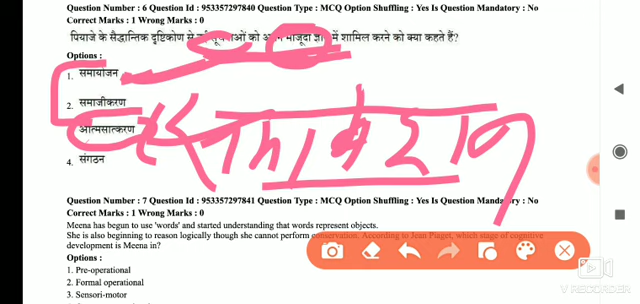 Question Number : 6 Question Id : 953357297840 Question Type : MCQ Option Shuffling : Yes Is Question Mandatory : No
Correct Marks : 1 Wrong Marks : 0
पियाजे के सैद्धान्तिक दृष्टिकोण से को मौजूदा में शामिल करने को क्या कहते हैं?
Options :
1. समायोजन
2. समाजीकरण
आत्मसात्करण
4. संगठन
Question Number : 7 Question Id : 953357297841 Question Type : MCQ Option Shuffling : Yes Is Question Mandatory : No
Correct Marks : 1 Wrong Marks : 0
Meena has begun to use 'words' and started understanding that words represent objects.
She is also beginning to reason logically though she cannot perform conservation. According to Jean Piaget, which stage of cognitive
development is Meena in?
Options :
1. Pre-operational
2. Formal operational
3. Sensori-motor
V RECORDER